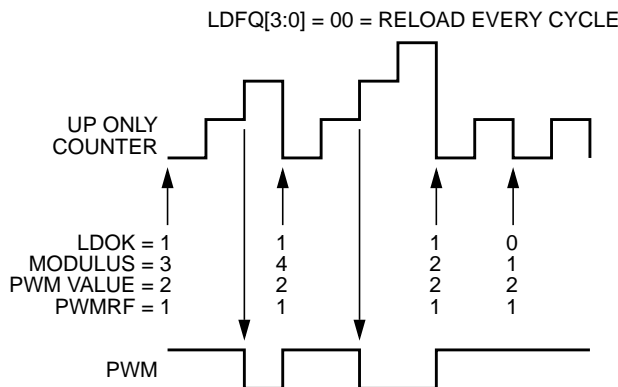 LDFQ[3:0] = 00 = RELOAD EVERY CYCLE
UP ONLY
COUNTER
LDOK = 1 1 1 0
MODULUS = 3 4 2 1
PWM VALUE = 2 2 2 2
PWMRF = 1 1 1 1
PWM